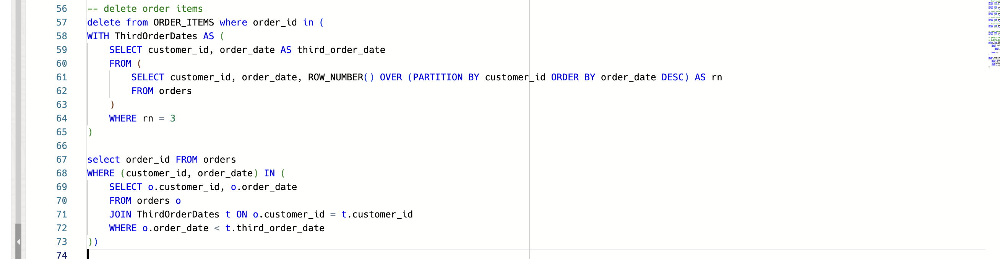 56 -- delete order items
57 delete from ORDER_ITEMS where order_id in (
58 WITH ThirdOrderDates AS (
59     SELECT customer_id, order_date AS third_order_date
60     FROM (
61         SELECT customer_id, order_date, ROW_NUMBER() OVER (PARTITION BY customer_id ORDER BY order_date DESC) AS rn
62         FROM orders
63     )
64     WHERE rn = 3
65 )
66
67 select order_id FROM orders
68 WHERE (customer_id, order_date) IN (
69     SELECT o.customer_id, o.order_date
70     FROM orders o
71     JOIN ThirdOrderDates t ON o.customer_id = t.customer_id
72     WHERE o.order_date < t.third_order_date
73 ))
74